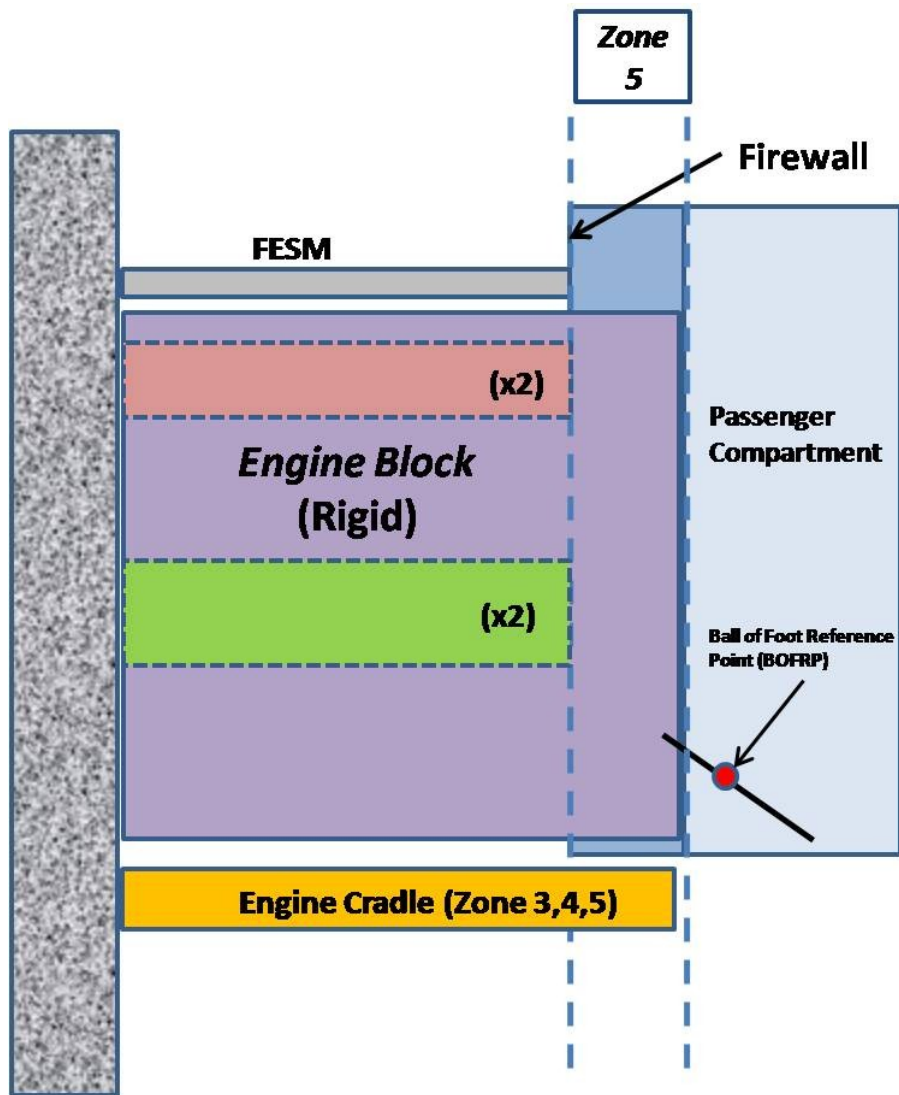 Zone
5
Firewall
FESM
(x2)
Engine Block
(Rigid)
Passenger
Compartment
(x2)
Ball of Foot Reference
Point (BOFRP)
Engine Cradle (Zone 3,4,5)